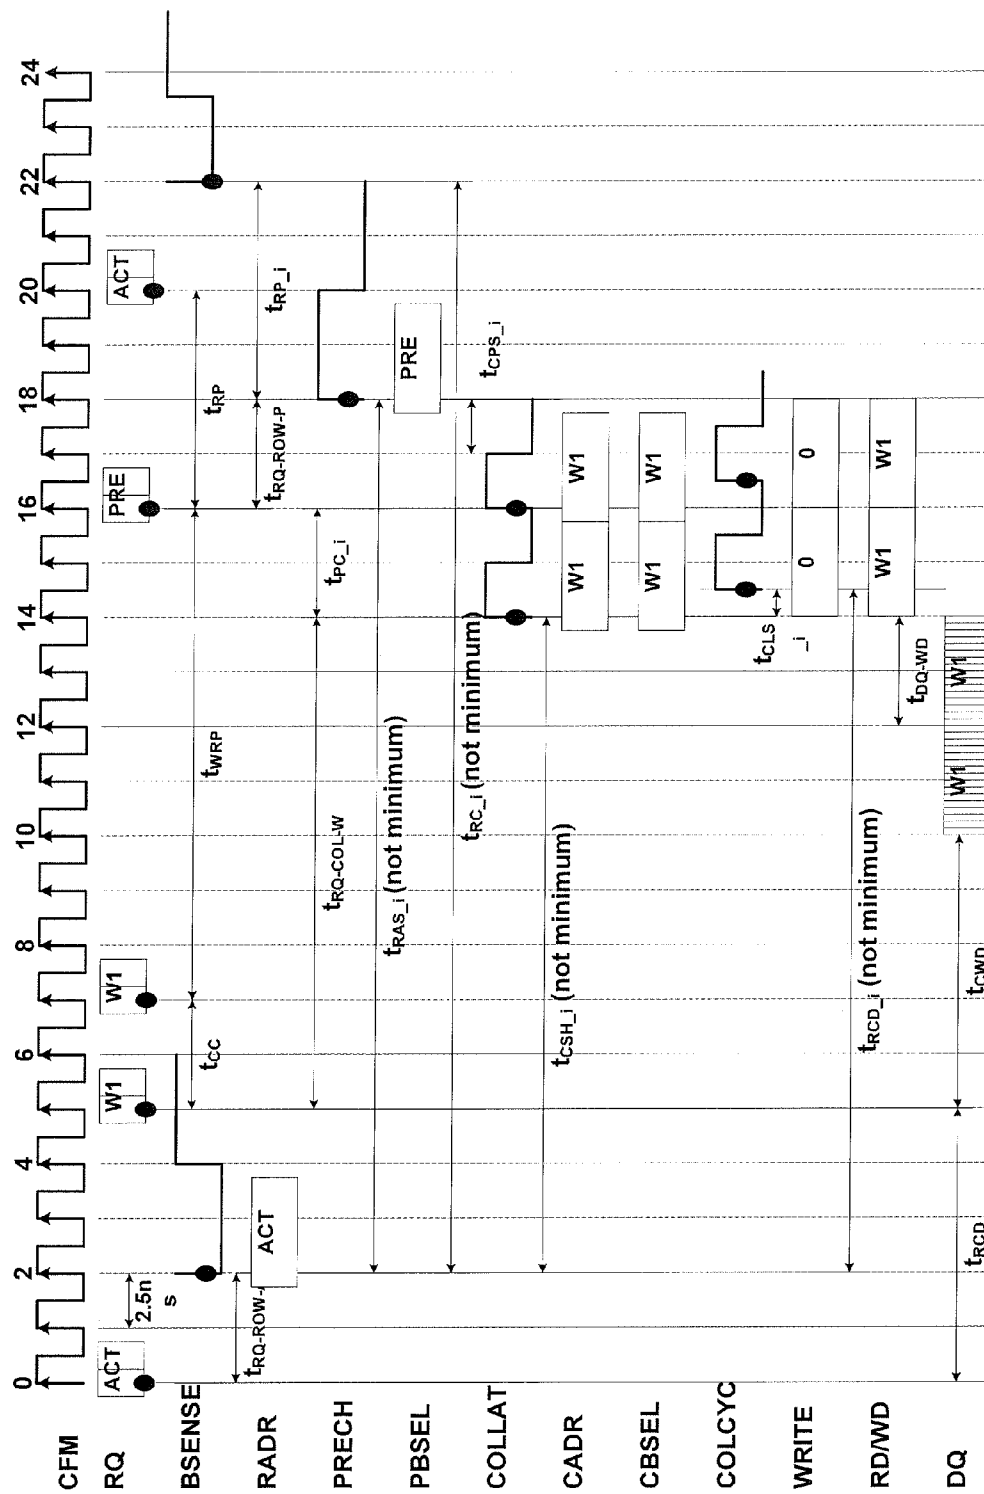 CFM
0
2
4
6
8
10
12
14
16
18
20
22
24
RQ
ACT
W1
W1
PRE
ACT
2.5n
s
BSENSE
tCC
tWRP
tRP
RADR
tRQ-ROW-
ACT
tRQ-ROW-P
tRP_i
PRECH
tRQ-COL-W
tPC_i
tRAS_i (not minimum)
PBSEL
PRE
tRC_i (not minimum)
COLLAT
tCPS_i
CADR
tCSH_i (not minimum)
W1
W1
CBSEL
W1
W1
COLCYC
tCLS
_i
WRITE
0
0
RD/WD
tRCD_i (not minimum)
W1
W1
tDQ-WD
DQ
tRCD
tCWD
W1
W1